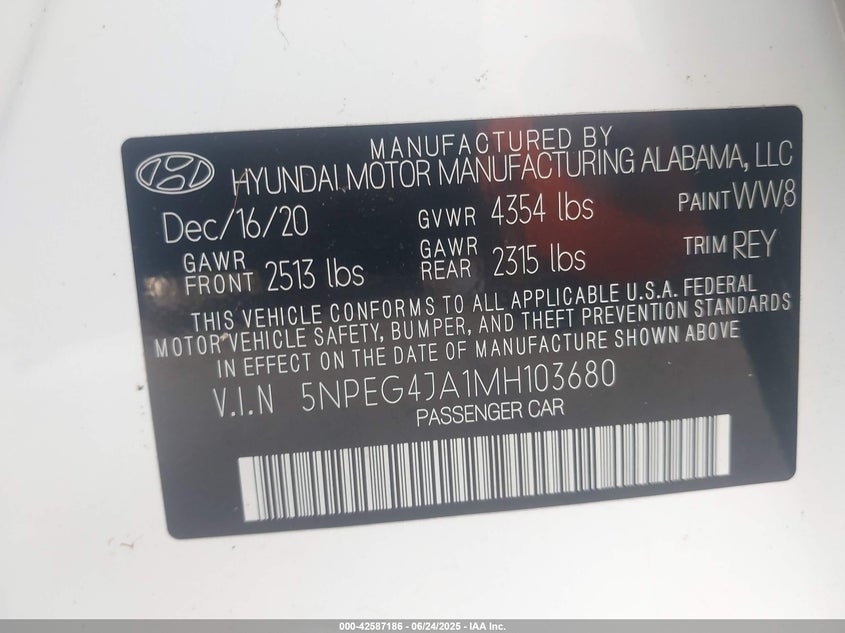 MANUFACTURED BY
HYUNDAI MOTOR MANUFACTURING ALABAMA, LLC
Dec/16/20 GVWR 4354 lbs PAINT WW8
GAWR FRONT 2513 lbs GAWR REAR 2315 lbs TRIM REY
THIS VEHICLE CONFORMS TO ALL APPLICABLE U.S.A. FEDERAL
MOTOR VEHICLE SAFETY, BUMPER, AND THEFT PREVENTION STANDARDS
IN EFFECT ON THE DATE OF MANUFACTURE SHOWN ABOVE
V.I.N 5NPEG4JA1MH103680
PASSENGER CAR
000-42587186 - 06/24/2025 - IAA Inc.